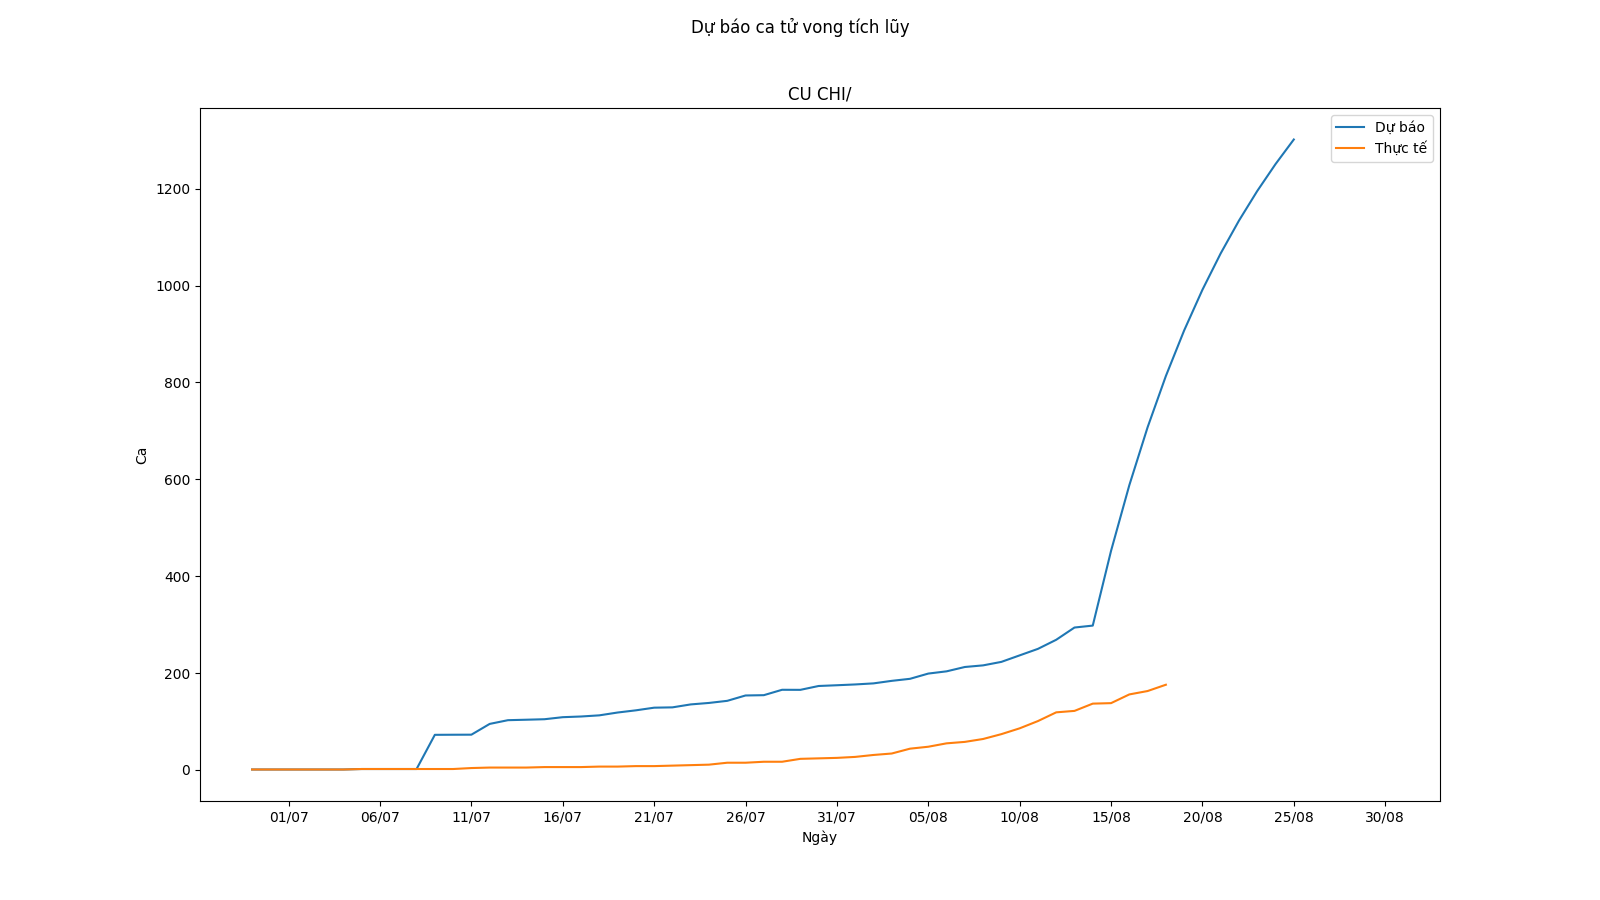 Dự báo ca tử vong tích lũy
CU CHI/
Dự báo
Thực tế
1200
1000
800
600
400
200
0
Ca
01/07 06/07 11/07 16/07 21/07 26/07 31/07 05/08 10/08 15/08 20/08 25/08 30/08
Ngày